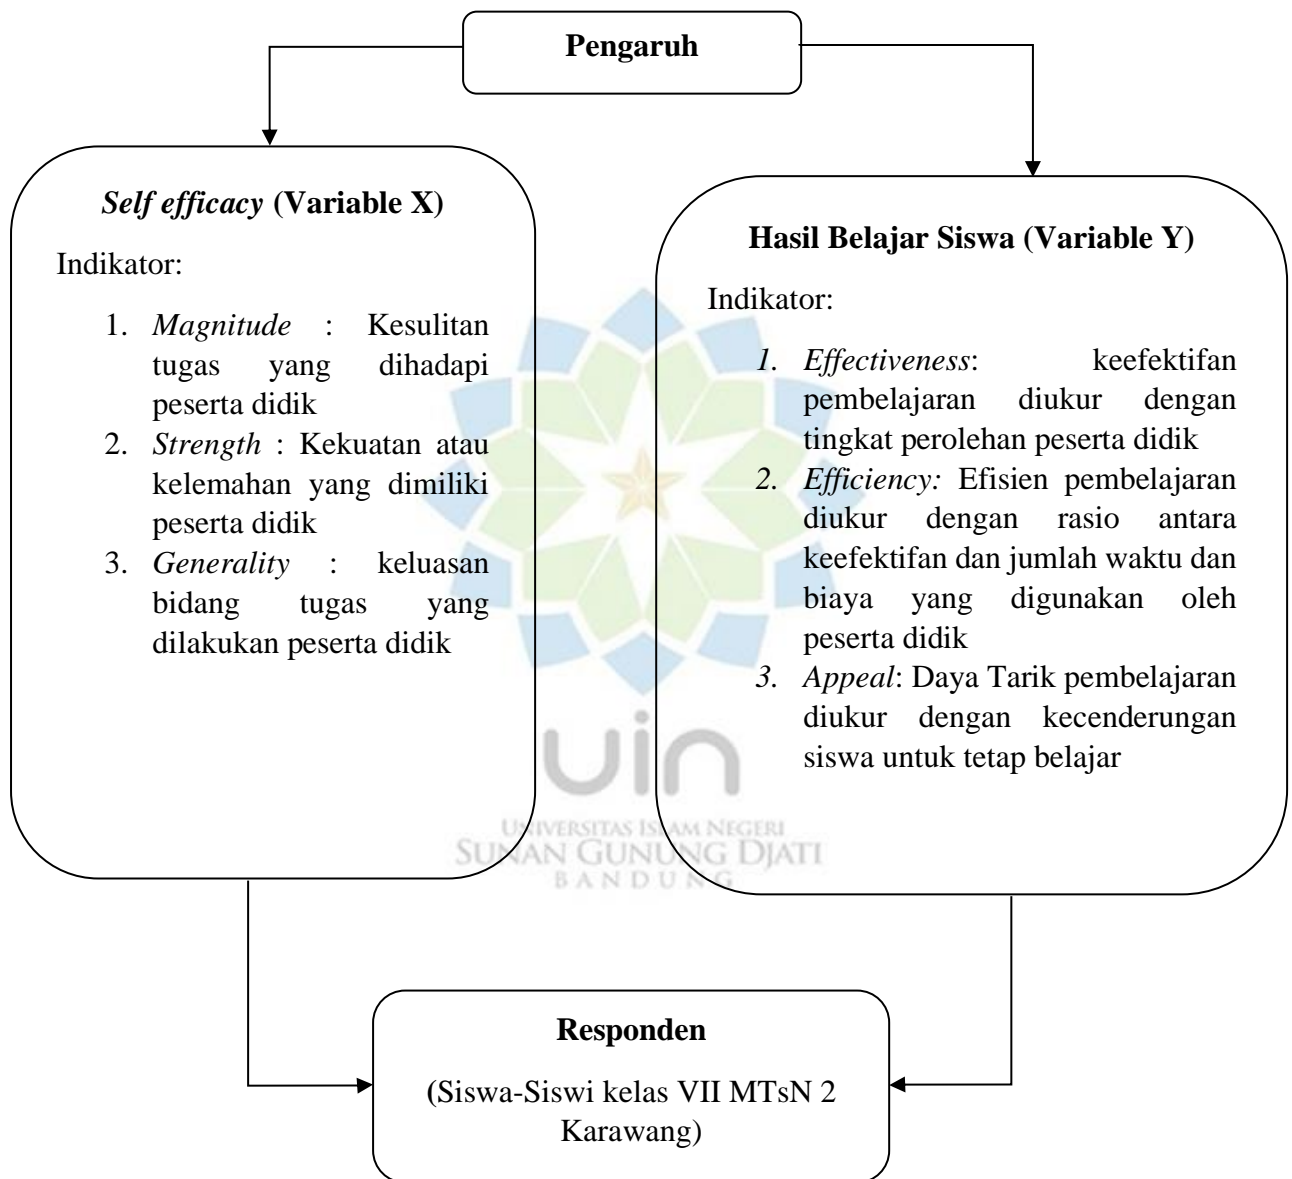 Pengaruh
Self efficacy (Variable X)
Indikator:
1. Magnitude : Kesulitan
tugas yang dihadapi
peserta didik
2. Strength : Kekuatan atau
kelemahan yang dimiliki
peserta didik
3. Generality : keluasan
bidang tugas yang
dilakukan peserta didik
Hasil Belajar Siswa (Variable Y)
Indikator:
1. Effectiveness: keefektifan
pembelajaran diukur dengan
tingkat perolehan peserta didik
2. Efficiency: Efisien pembelajaran
diukur dengan rasio antara
keefektifan dan jumlah waktu dan
biaya yang digunakan oleh
peserta didik
3. Appeal: Daya Tarik pembelajaran
diukur dengan kecenderungan
siswa untuk tetap belajar
uin
UNIVERSITAS ISLAM NEGERI
SUNAN GUNUNG DJATI
BANDUNG
Responden
(Siswa-Siswi kelas VII MTsN 2
Karawang)